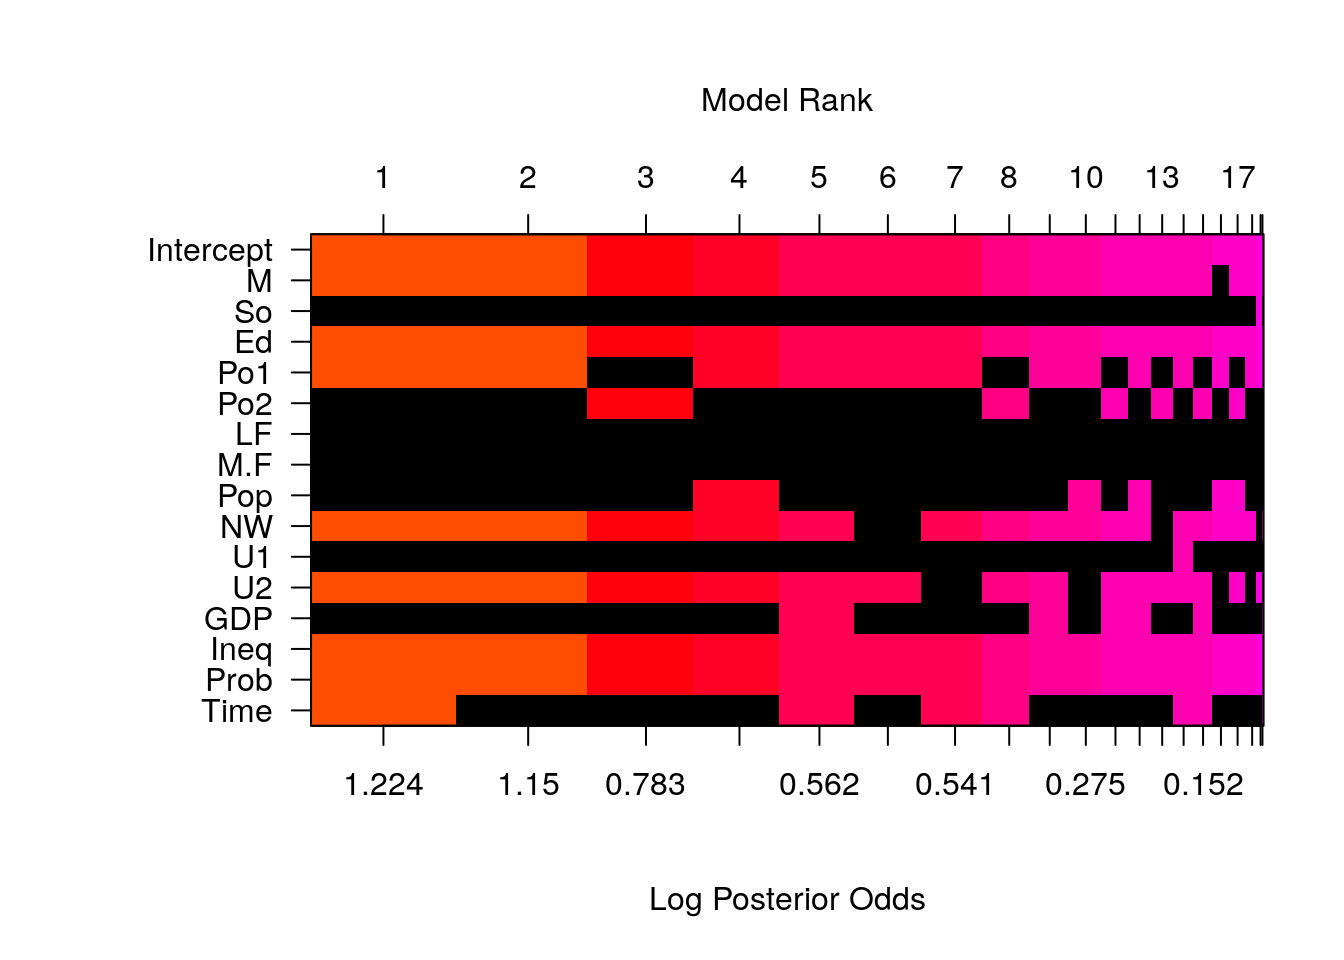 Model Rank
1 2 3 4 5 6 7 8 10 13 17
Intercept
M
So
Ed
Po1
Po2
LF
M.F
Pop
NW
U1
U2
GDP
Ineq
Prob
Time
1.224 1.15 0.783 0.562 0.541 0.275 0.152
Log Posterior Odds